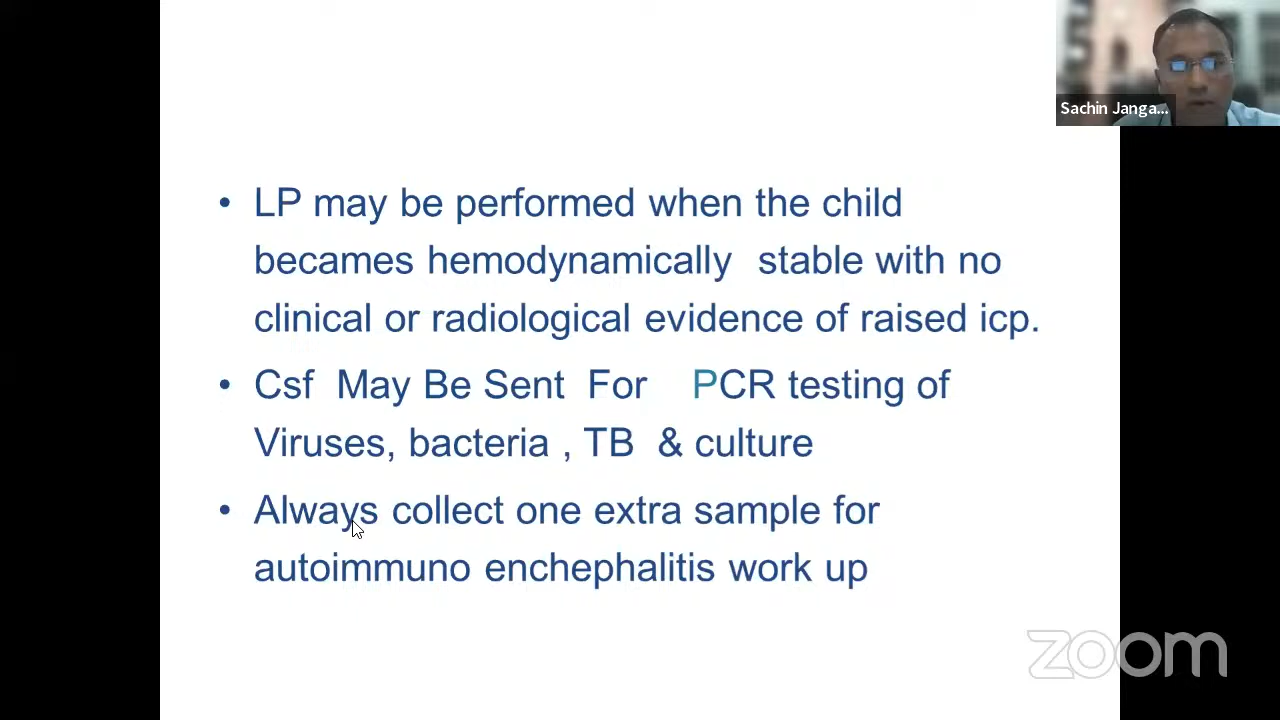 Sachin Janga...
• LP may be performed when the child
becames hemodynamically stable with no
clinical or radiological evidence of raised icp.
• Csf May Be Sent For PCR testing of
Viruses, bacteria , TB & culture
• Always collect one extra sample for
autoimmuno enchephalitis work up
zoom